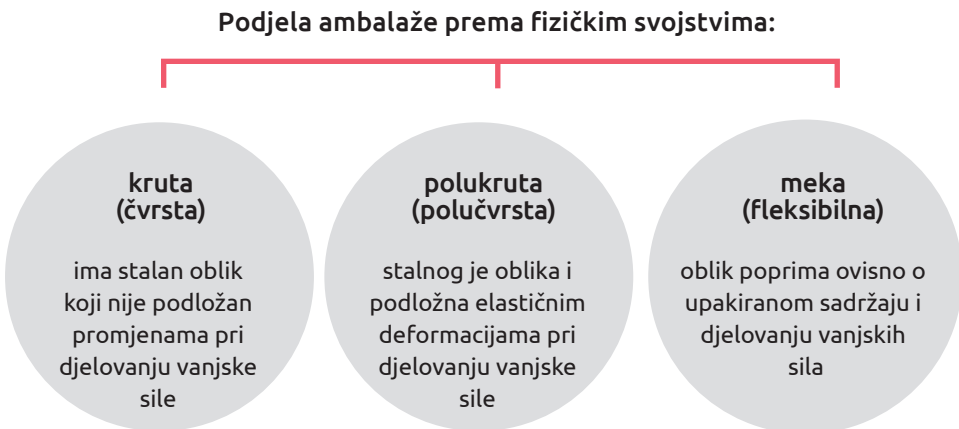 Podjela ambalaže prema fizičkim svojstvima:
kruta
(čvrsta)
ima stalan oblik
koji nije podložan
promjenama pri
djelovanju vanjske
sile
polukruta
(polučvrsta)
stalnog je oblika i
podložna elastičnim
deformacijama pri
djelovanju vanjske
sile
meka
(fleksibilna)
oblik poprima ovisno o
upakiranom sadržaju i
djelovanju vanjskih
sila